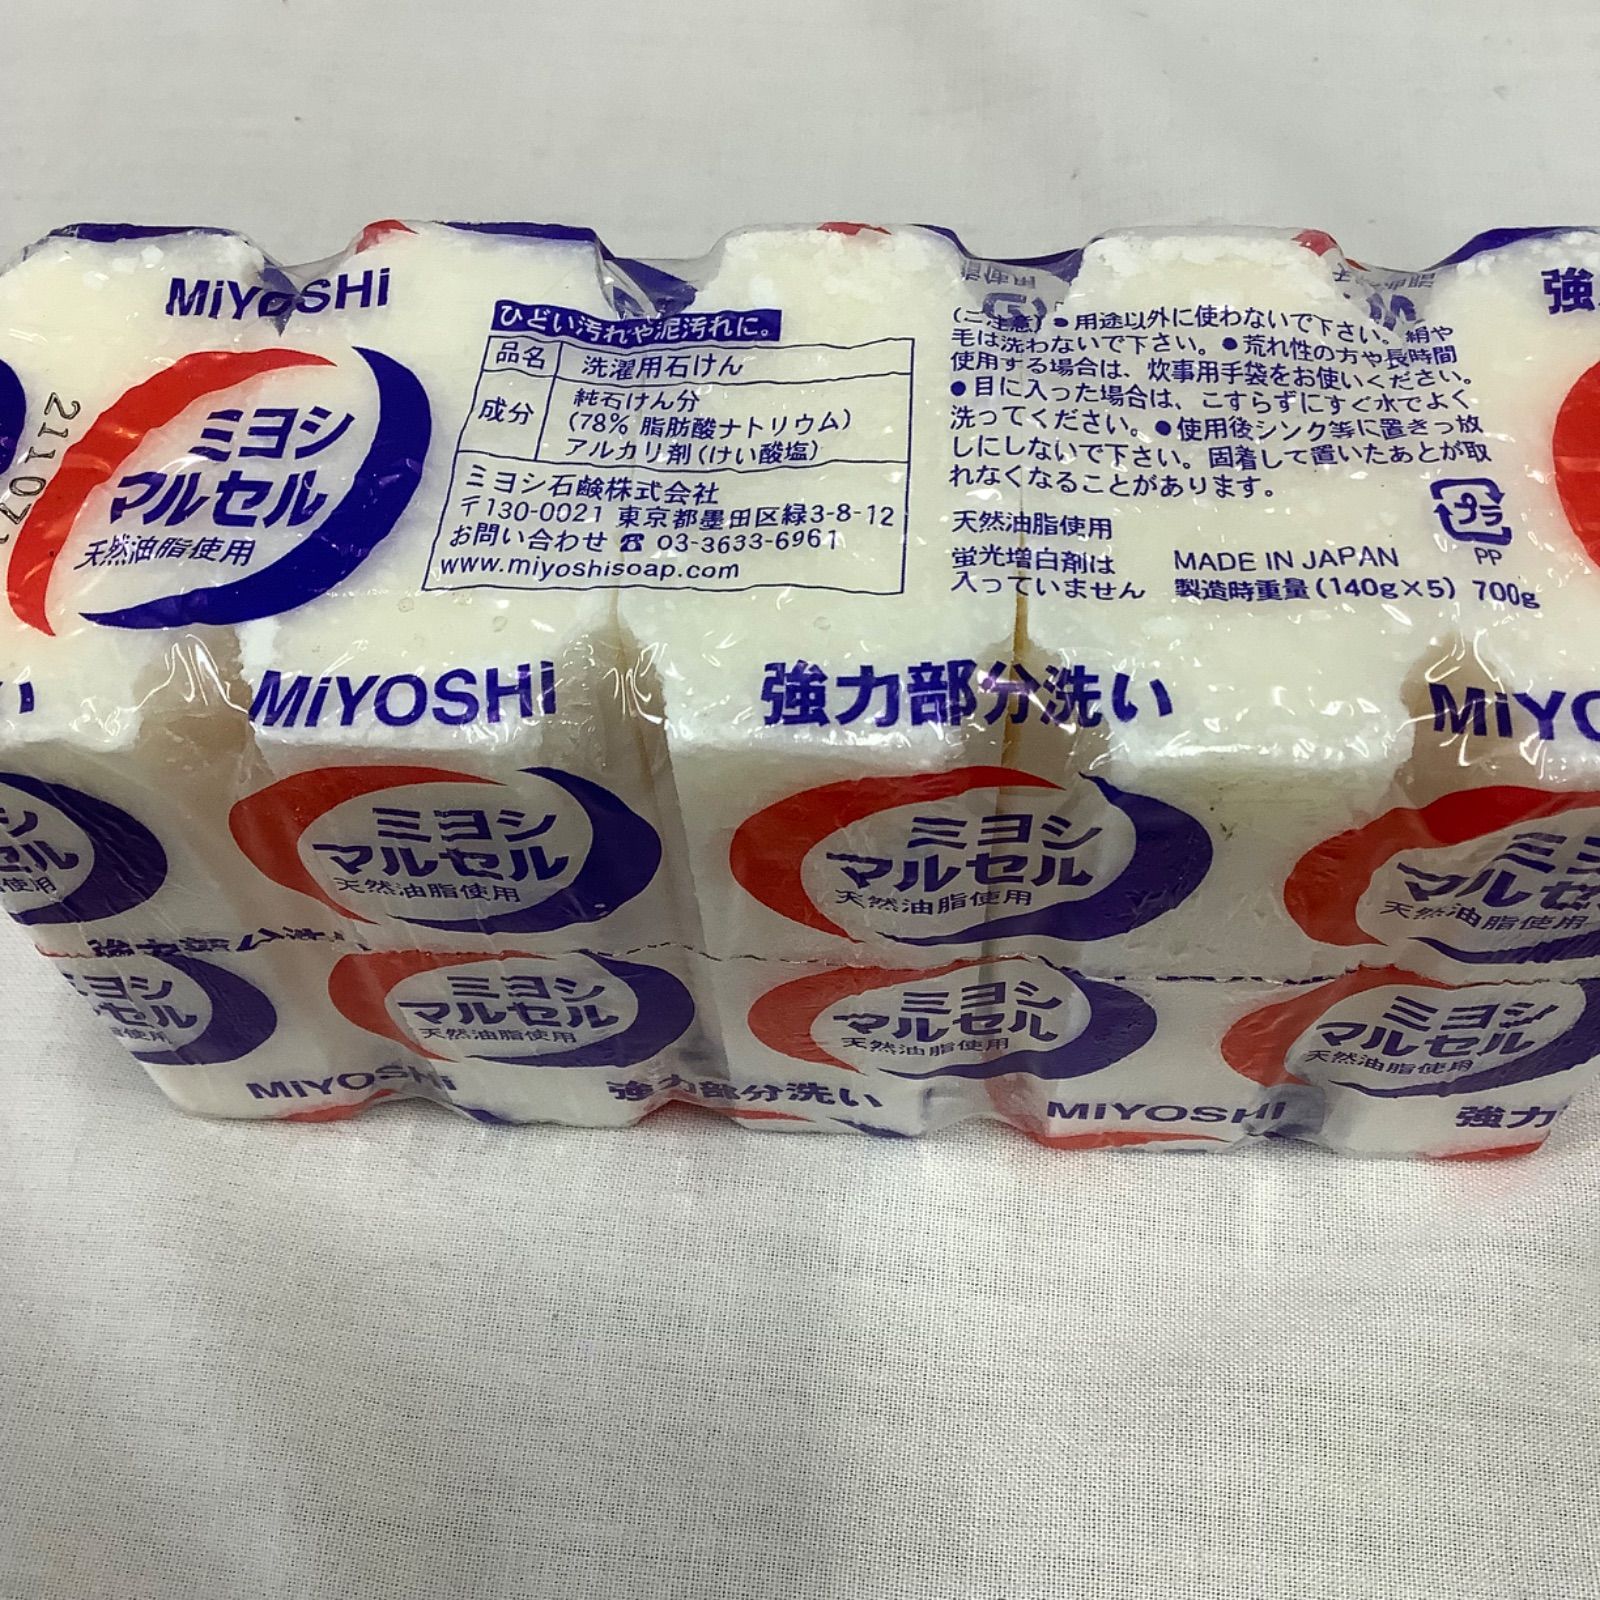 MiYOSHi
ミヨシ
マルセル
天然油脂使用
ひどい汚れや泥汚れに。
品名 洗濯用石けん
成分 純石けん分
(78% 脂肪酸ナトリウム)
アルカリ剤(けい酸塩)
ミヨシ石鹸株式会社
〒130-0021 東京都墨田区緑3-8-12
お問い合わせ ☎ 03-3633-6961
www.miyoshisoap.com
(ご注意) ●用途以外に使わないで下さい。絹や
毛は洗わないで下さい。●荒れ性の方や長時間
使用する場合は、炊事用手袋をお使いください。
●目に入った場合は、こすらずにすぐ水でよく
洗ってください。●使用後シンク等に置きっ放
しにしないで下さい。固着して置いたあとが取
れなくなることがあります。
天然油脂使用
蛍光増白剤は
入っていません
MADE IN JAPAN
製造時重量(140g×5) 700g
プラ
PP
強
MiYOSHi
強力部分洗い
MiYO
ミヨシ
マルセル
天然油脂使用
ミヨシ
マルセル
天然油脂使用
ミヨシ
マルセル
天然油脂使用
ミヨシ
マルセル
天然油脂使用
ミヨシ
マルセル
天然油脂使用
MiYOSHi
強力部分洗い
MiYOSHi
強力